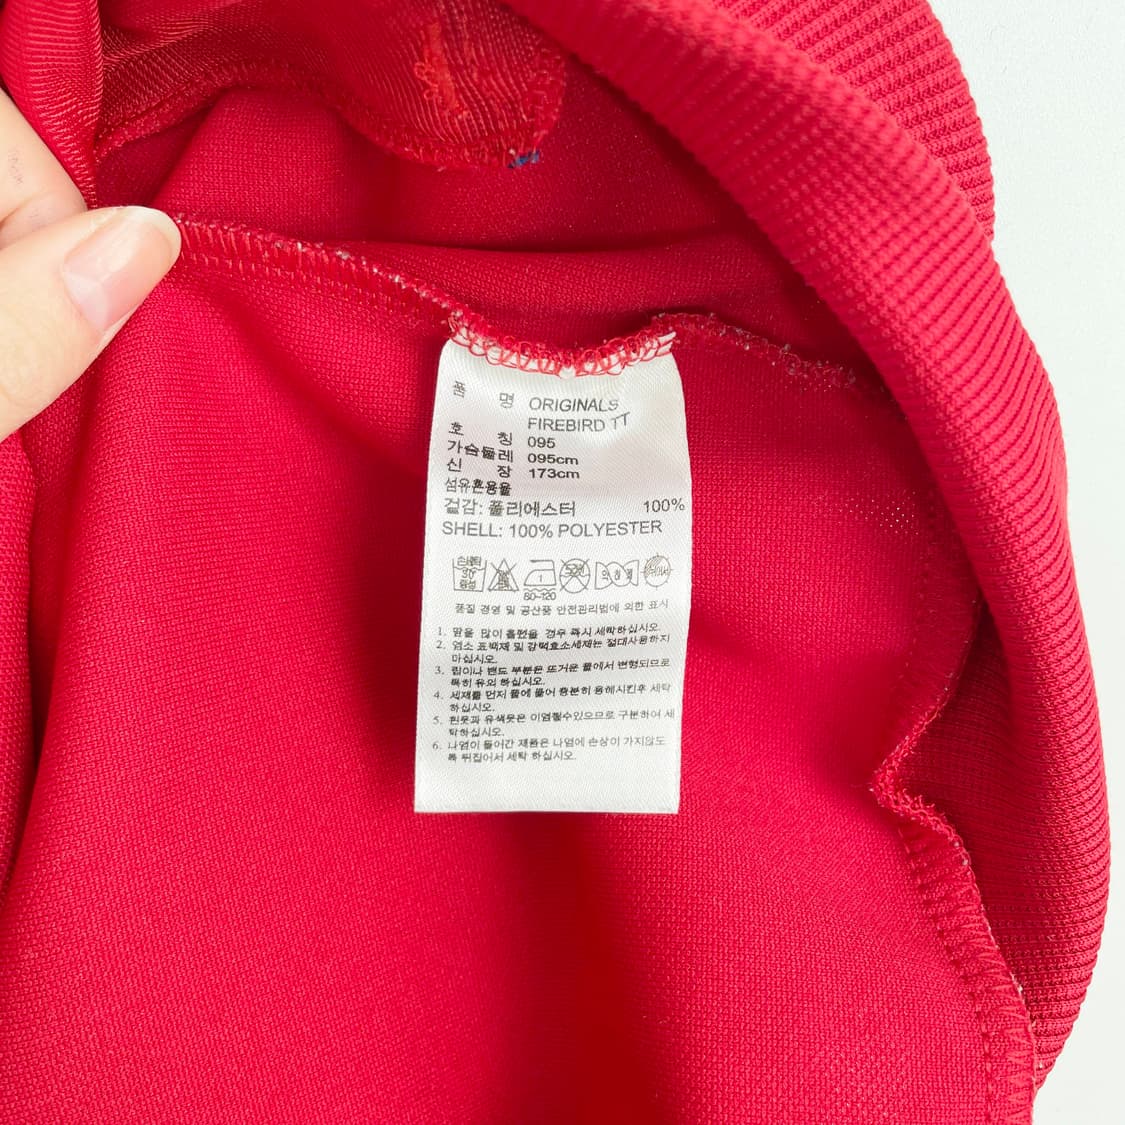 품 명 ORIGINALS
FIREBIRD TT
호 칭 095
가슴둘레 095cm
신 장 173cm
섬유혼용율
겉감: 폴리에스터 100%
SHELL: 100% POLYESTER
80~120
품질 경영 및 공산품 안전관리법에 의한 표시
1. 땀을 많이 흘렸을 경우 즉시 세탁하십시오.
2. 염소 표백제 및 강력효소세제는 절대사용하지
마십시오.
3. 립이나 밴드 부분은 뜨거운 물에서 변형되므로
특히 유의 하십시오.
4. 세제를 먼저 물에 풀어 충분히 용해시킨후 세탁
하십시오.
5. 흰옷과 유색옷은 이염될수있으므로 구분하여 세
탁하십시오.
6. 나염이 들어간 제품은 나염에 손상이 가지않도
록 뒤집어서 세탁 하십시오.